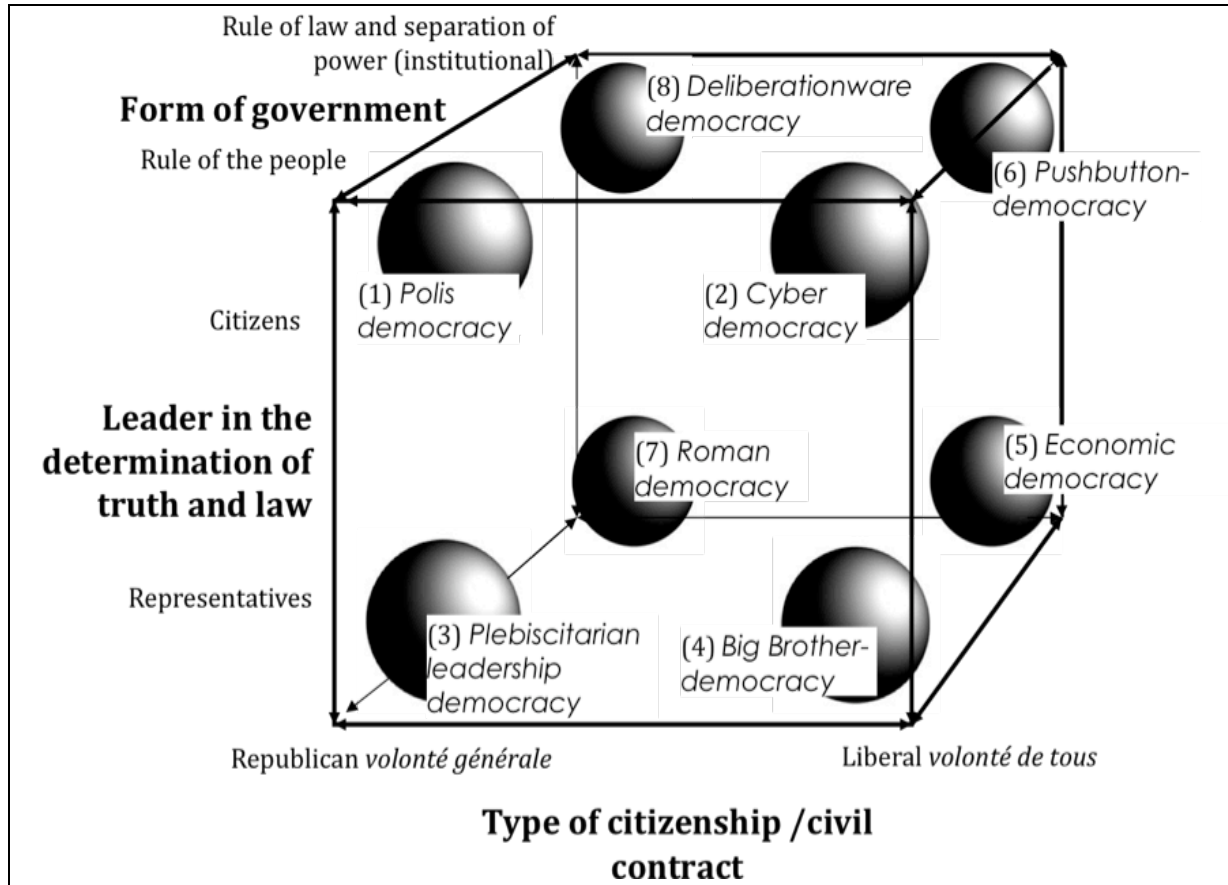 Rule of law and separation of
power (institutional)
Form of government
Rule of the people
(8) Deliberationware
democracy
(6) Pushbutton-
democracy
(1) Polis
democracy
(2) Cyber
democracy
Citizens
Leader in the
determination of
truth and law
(7) Roman
democracy
(5) Economic
democracy
Representatives
(3) Plebiscitarian
leadership
democracy
(4) Big Brother-
democracy
Republican volonté générale
Liberal volonté de tous
Type of citizenship /civil
contract